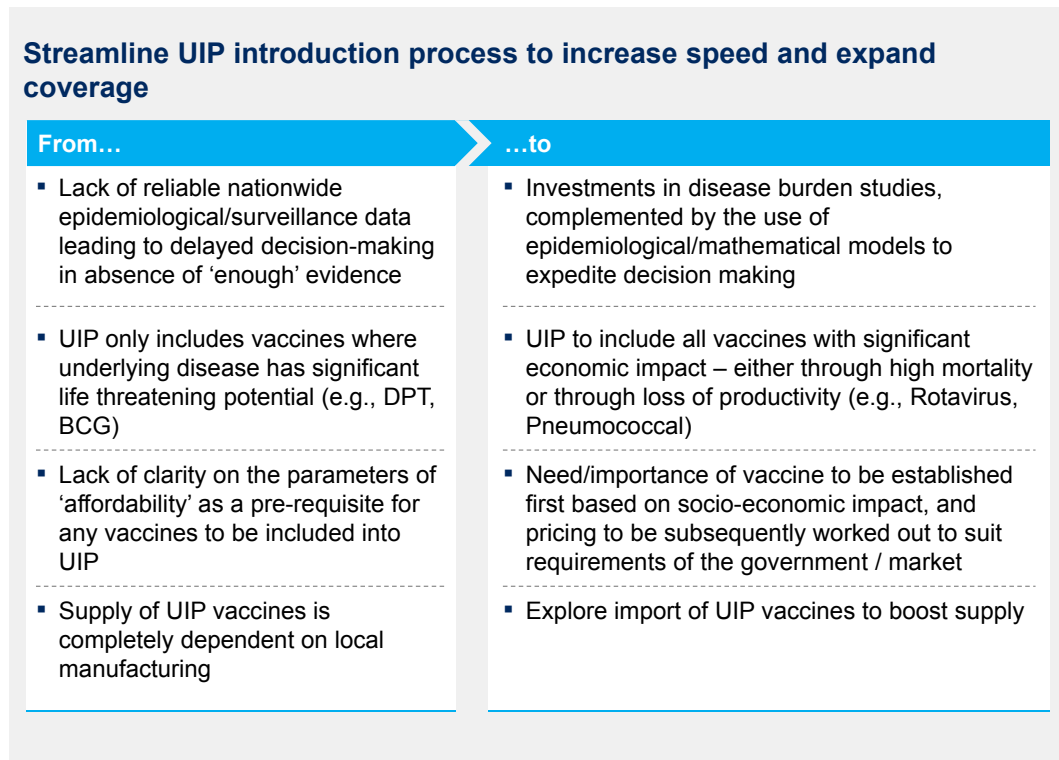 Streamline UIP introduction process to increase speed and expand
coverage
From…
…to
▪ Lack of reliable nationwide
epidemiological/surveillance data
leading to delayed decision-making
in absence of ‘enough’ evidence
▪ Investments in disease burden studies,
complemented by the use of
epidemiological/mathematical models to
expedite decision making
▪ UIP only includes vaccines where
underlying disease has significant
life threatening potential (e.g., DPT,
BCG)
▪ UIP to include all vaccines with significant
economic impact – either through high mortality
or through loss of productivity (e.g., Rotavirus,
Pneumococcal)
▪ Lack of clarity on the parameters of
‘affordability’ as a pre-requisite for
any vaccines to be included into
UIP
▪ Need/importance of vaccine to be established
first based on socio-economic impact, and
pricing to be subsequently worked out to suit
requirements of the government / market
▪ Supply of UIP vaccines is
completely dependent on local
manufacturing
▪ Explore import of UIP vaccines to boost supply